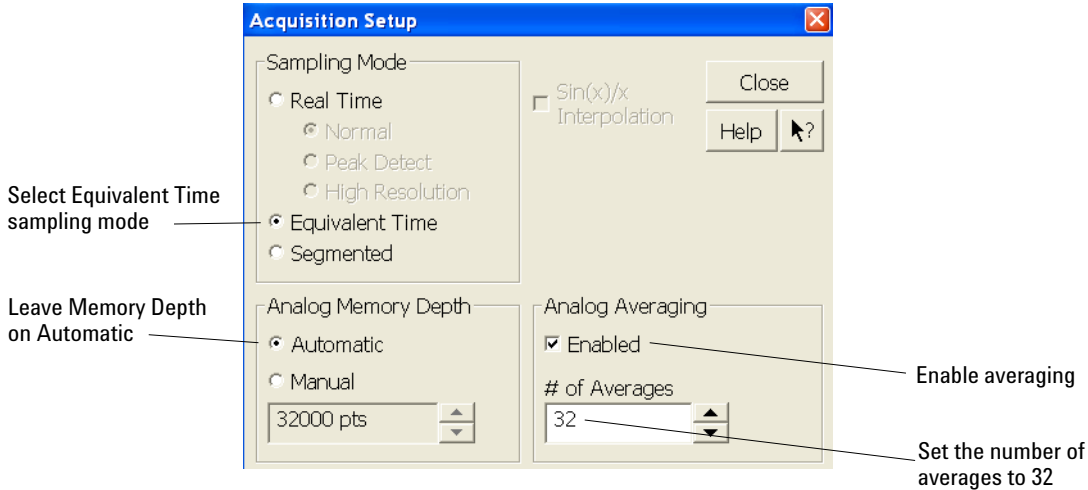 Acquisition Setup
Sampling Mode
Real Time
Normal
Peak Detect
High Resolution
Equivalent Time
Segmented
Sin(x)/x
Interpolation
Close
Help
?
Select Equivalent Time
sampling mode
Leave Memory Depth
on Automatic
Analog Memory Depth
Automatic
Manual
32000 pts
Analog Averaging
Enabled
# of Averages
32
Enable averaging
Set the number of
averages to 32